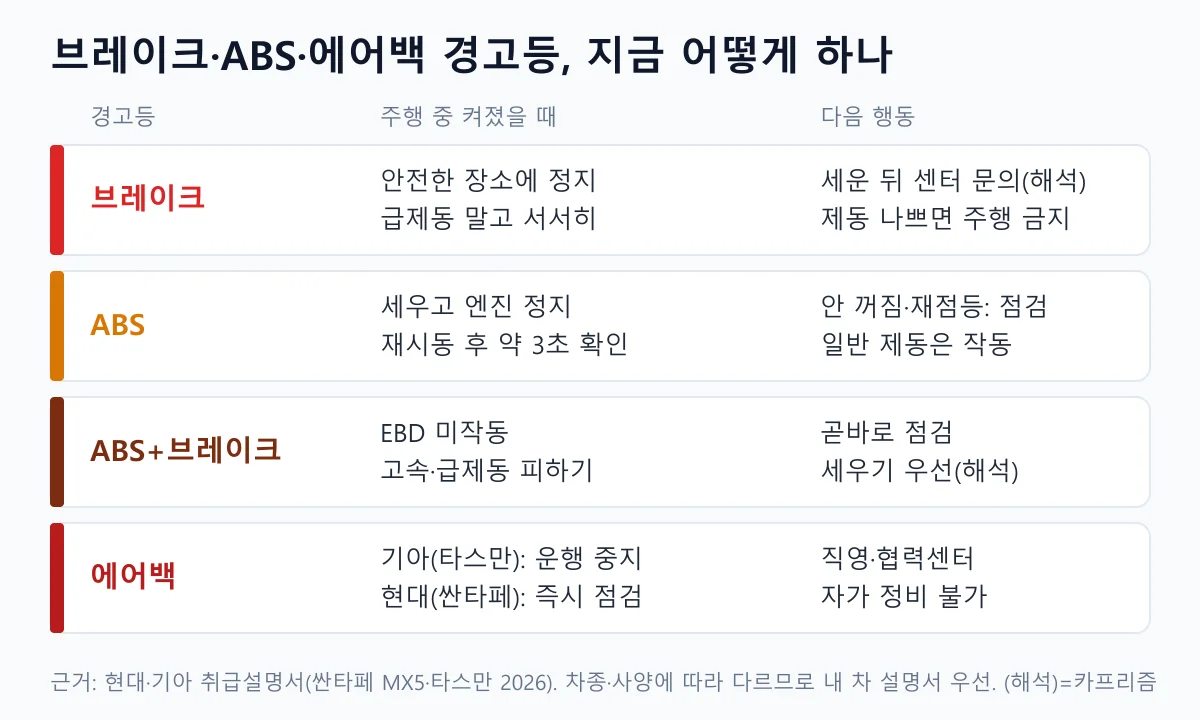 브레이크·ABS·에어백 경고등, 지금 어떻게 하나
경고등 주행 중 켜졌을 때 다음 행동
브레이크
안전한 장소에 정지
급제동 말고 서서히
세운 뒤 센터 문의(해석)
제동 나쁘면 주행 금지
ABS
세우고 엔진 정지
재시동 후 약 3초 확인
안 꺼짐·재점등: 점검
일반 제동은 작동
ABS+브레이크
EBD 미작동
고속·급제동 피하기
곧바로 점검
세우기 우선(해석)
에어백
기아(타스만): 운행 중지
현대(싼타페): 즉시 점검
직영·협력센터
자가 정비 불가
근거: 현대·기아 취급설명서(싼타페 MX5·타스만 2026). 차종·사양에 따라 다르므로 내 차 설명서 우선. (해석)=카프리즘